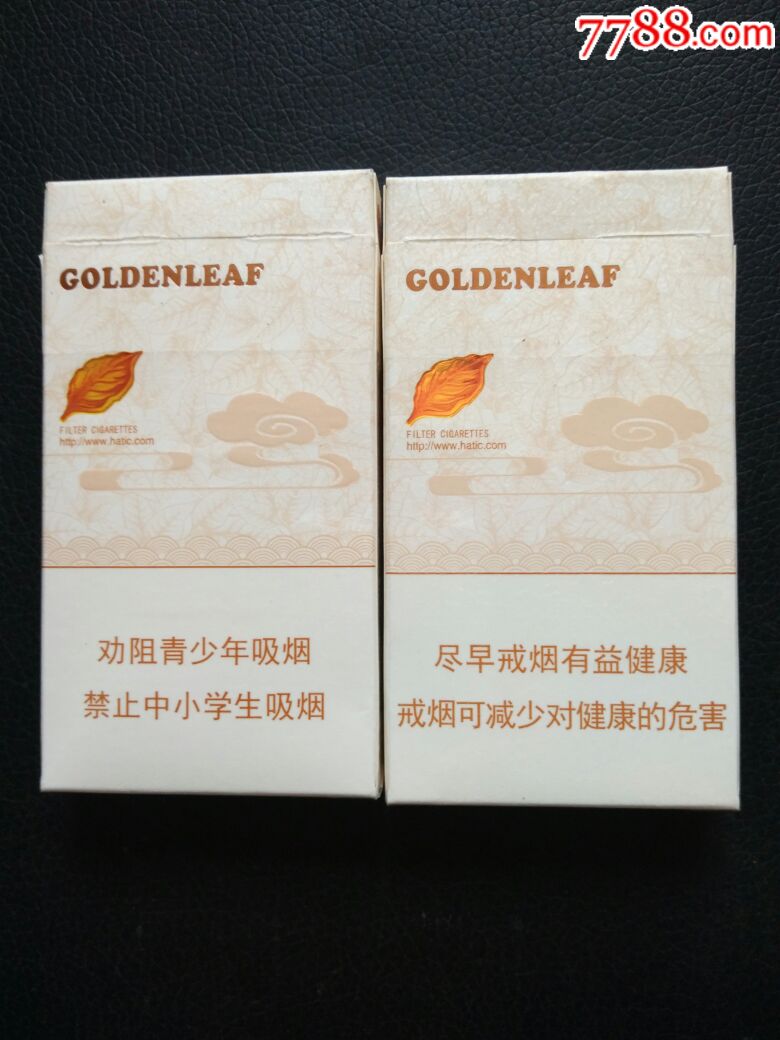 7788.com
GOLDENLEAF
FILTER CIGARETTES
http://www.hatic.com
劝阻青少年吸烟
禁止中小学生吸烟
GOLDENLEAF
FILTER CIGARETTES
http://www.hatic.com
尽早戒烟有益健康
戒烟可减少对健康的危害